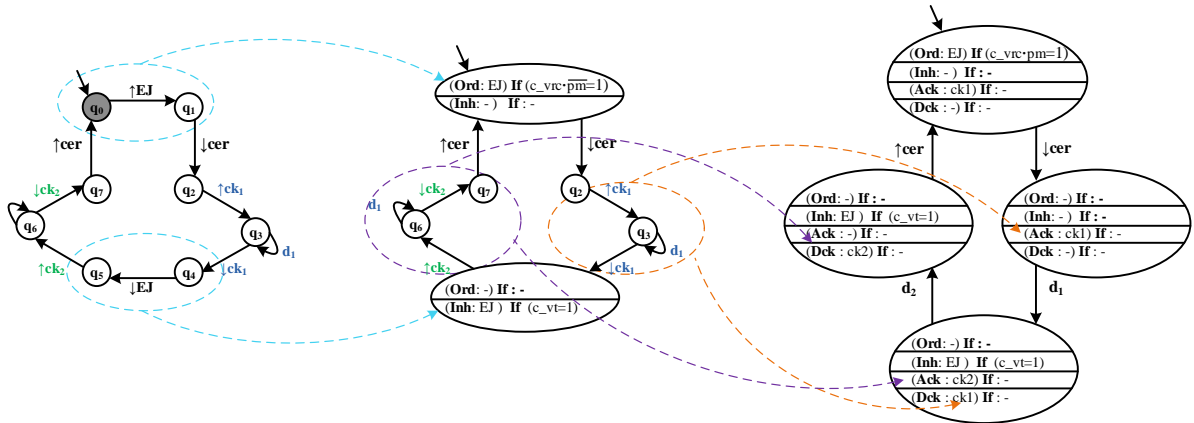 ↑EJ
q₀
q₁
↑cer
↓cer
↓ck₂
q₇
q₂
↑ck₁
q₆
q₃
d₁
↑ck₂
q₅
q₄
↓ck₁
↓EJ
(Ord: EJ) If (c_vrc·p̅m̅=1)
(Inh: - ) If : -
↑cer
↓cer
↓ck₂
q₇
q₂
↑ck₁
d₁
q₆
q₃
d₁
↑ck₂
↓ck₁
(Ord: -) If : -
(Inh: EJ ) If (c_vt=1)
(Ord: EJ) If (c_vrc·pm=1)
(Inh: - ) If : -
(Ack : ck1) If : -
(Dck : -) If : -
↑cer
↓cer
(Ord: -) If : -
(Inh: EJ ) If (c_vt=1)
(Ack : -) If : -
(Dck : ck2) If : -
(Ord: -) If : -
(Inh: - ) If : -
(Ack : ck1) If : -
(Dck : -) If : -
d₂
d₁
(Ord: -) If : -
(Inh: EJ ) If (c_vt=1)
(Ack : ck2) If : -
(Dck : ck1) If : -